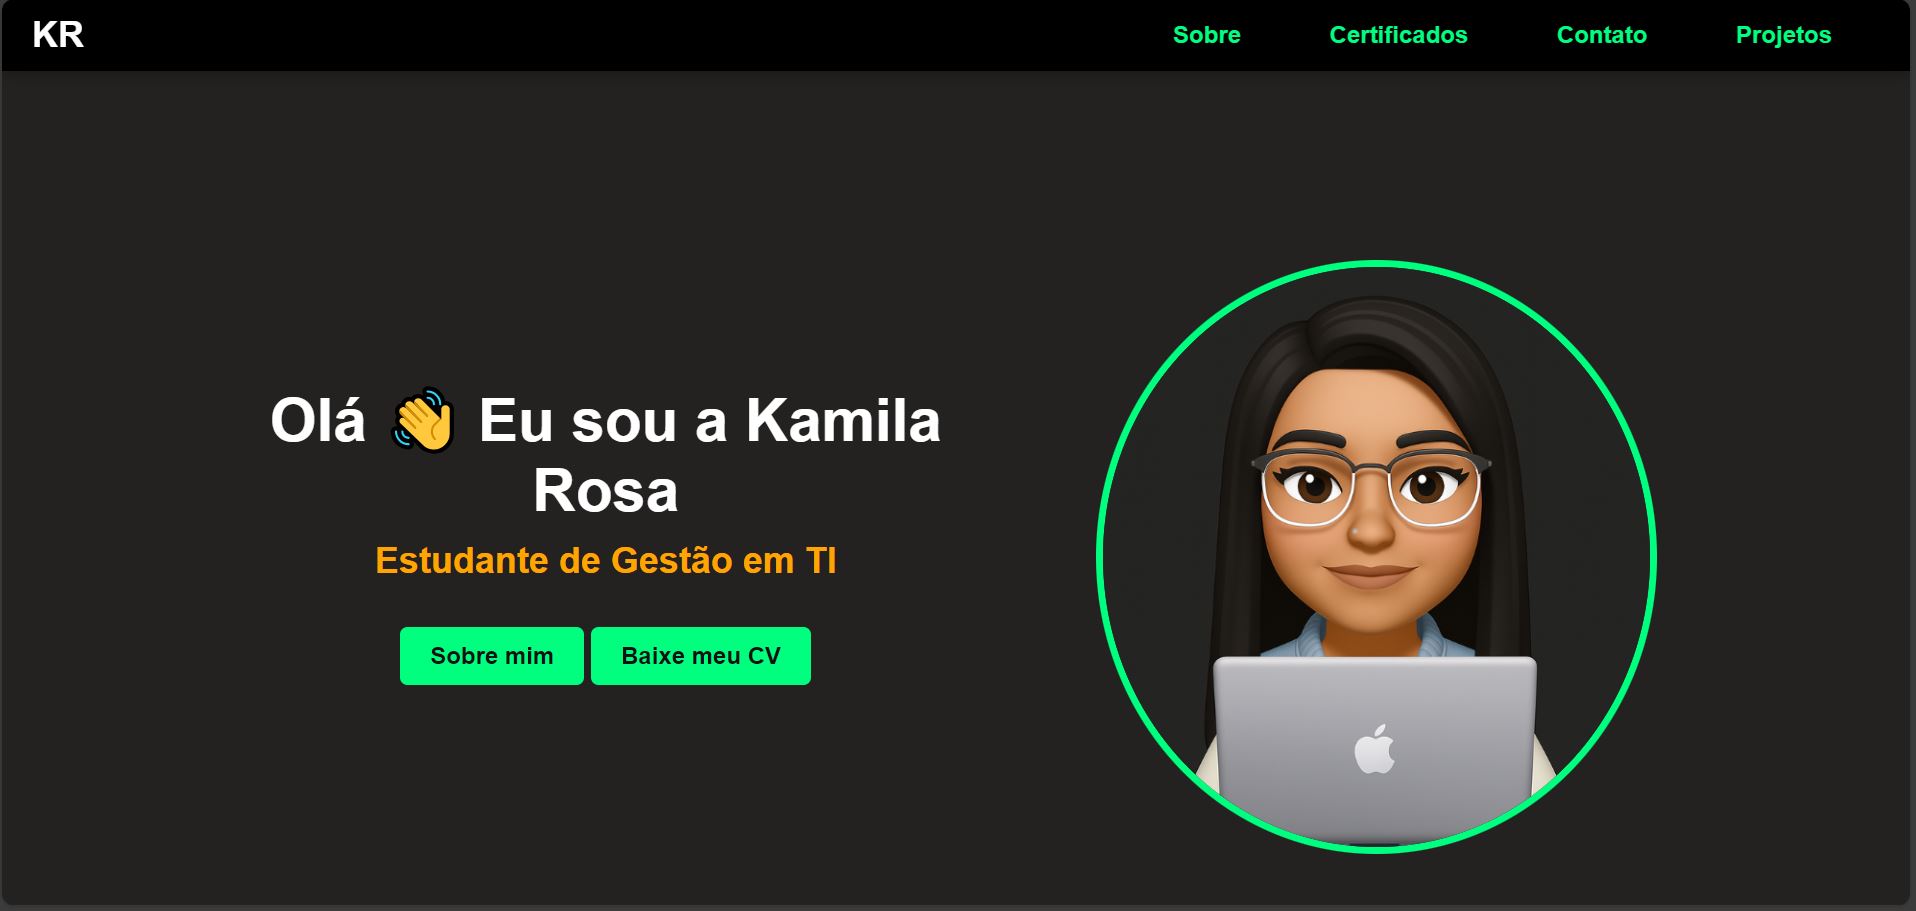 KR
Sobre Certificados Contato Projetos
Olá 👋 Eu sou a Kamila
Rosa
Estudante de Gestão em TI
Sobre mim Baixe meu CV